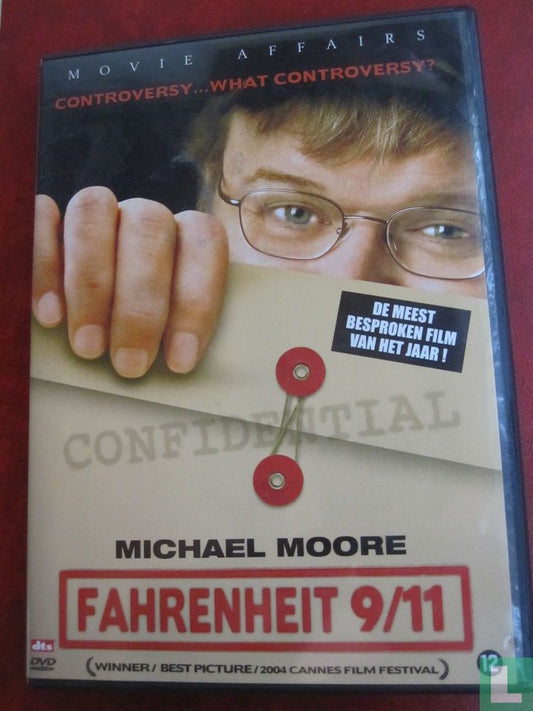 MOVIE AFFAIRS
CONTROVERSY...WHAT CONTROVERSY?
DE MEEST
BESPROKEN FILM
VAN HET JAAR !
CONFIDENTIAL
MICHAEL MOORE
FAHRENHEIT 9/11
dts
DVD
(WINNER / BEST PICTURE / 2004 CANNES FILM FESTIVAL)
12
L